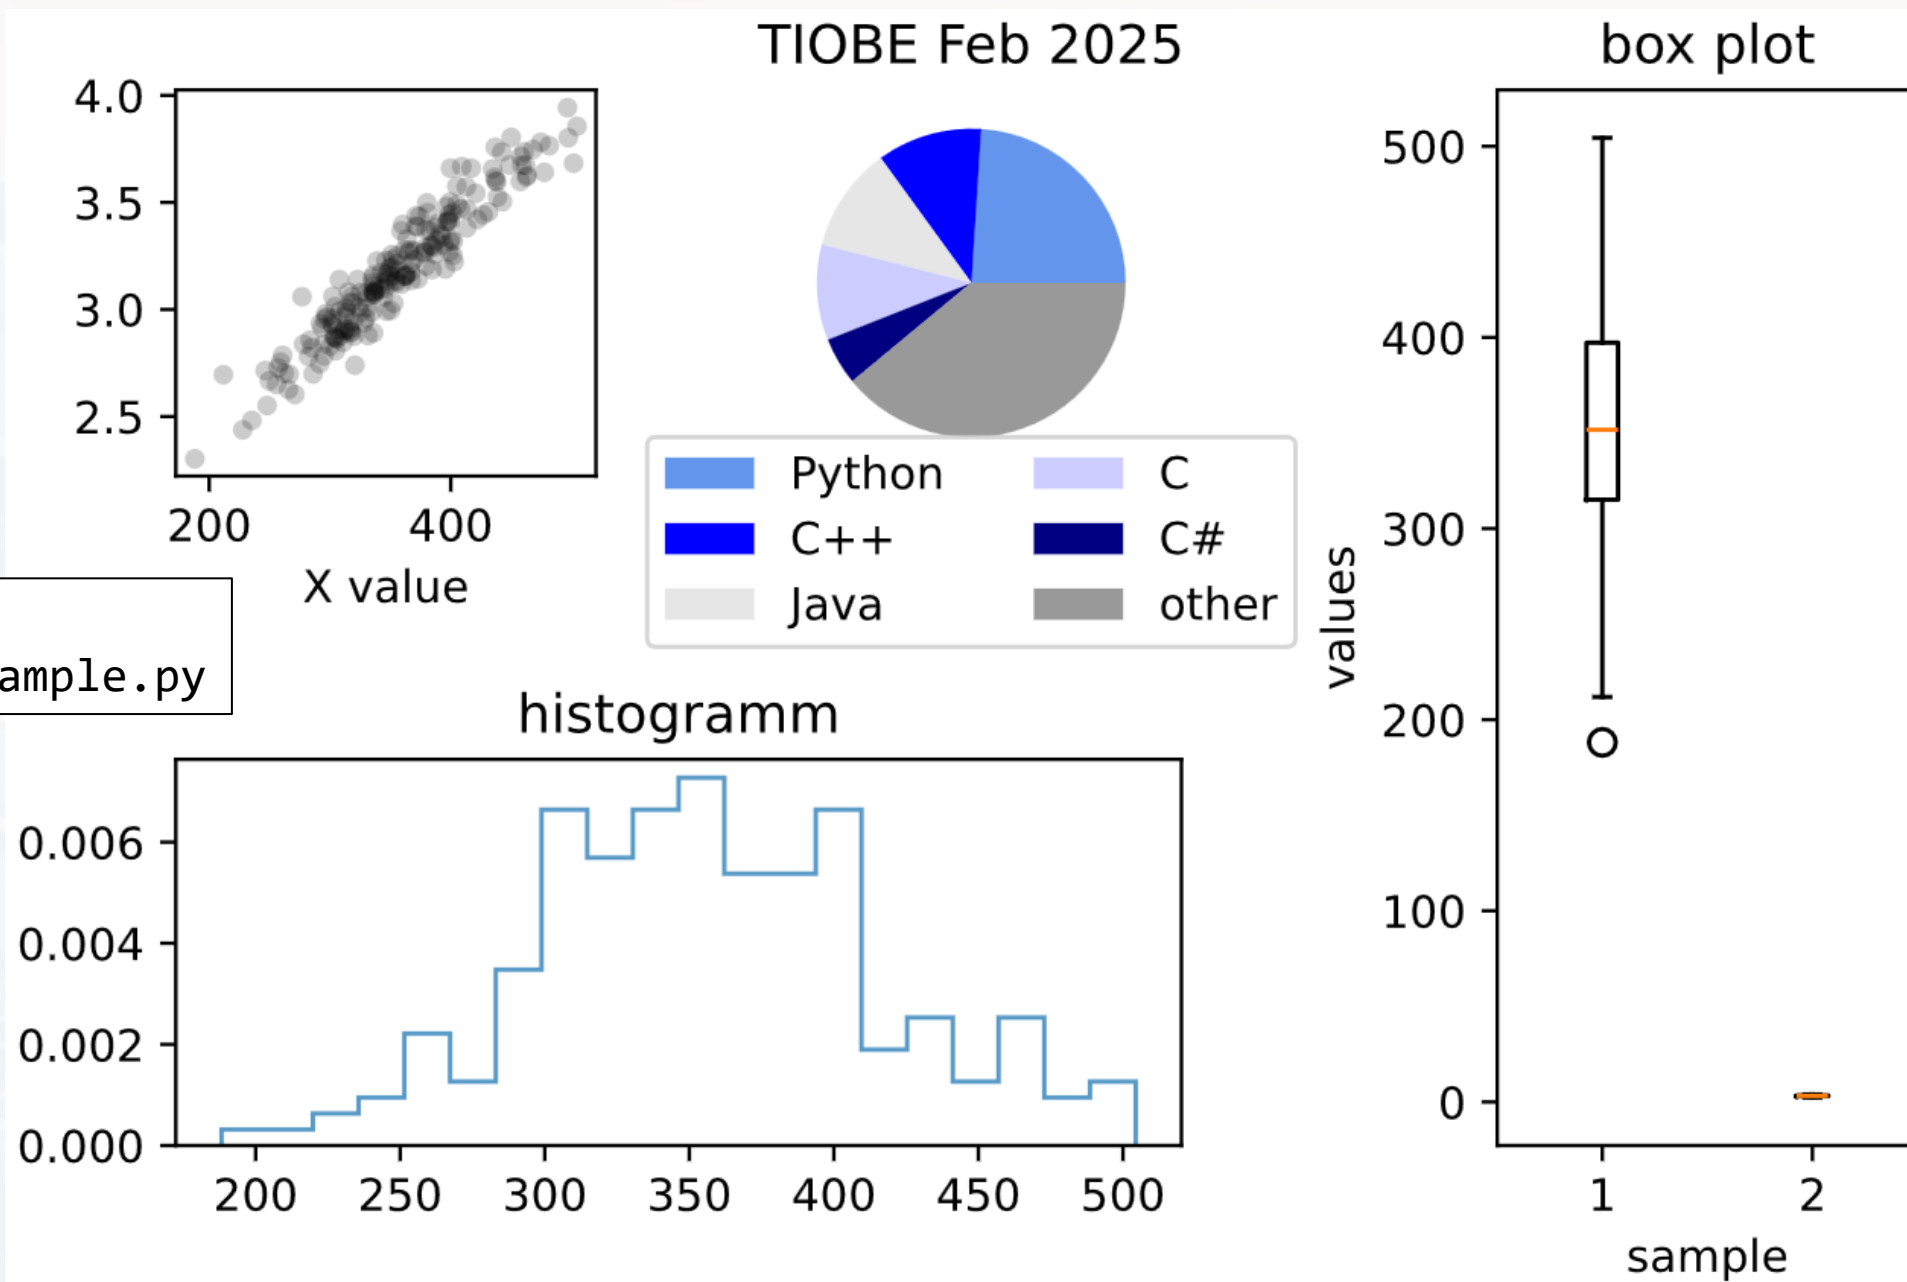 TIOBE Feb 2025
box plot
4.0
3.5
3.0
2.5
200 400
X value
Python
C++
Java
C
C#
other
ample.py
histogramm
0.006
0.004
0.002
0.000
200 250 300 350 400 450 500
values
500
400
300
200
100
0
1 2
sample